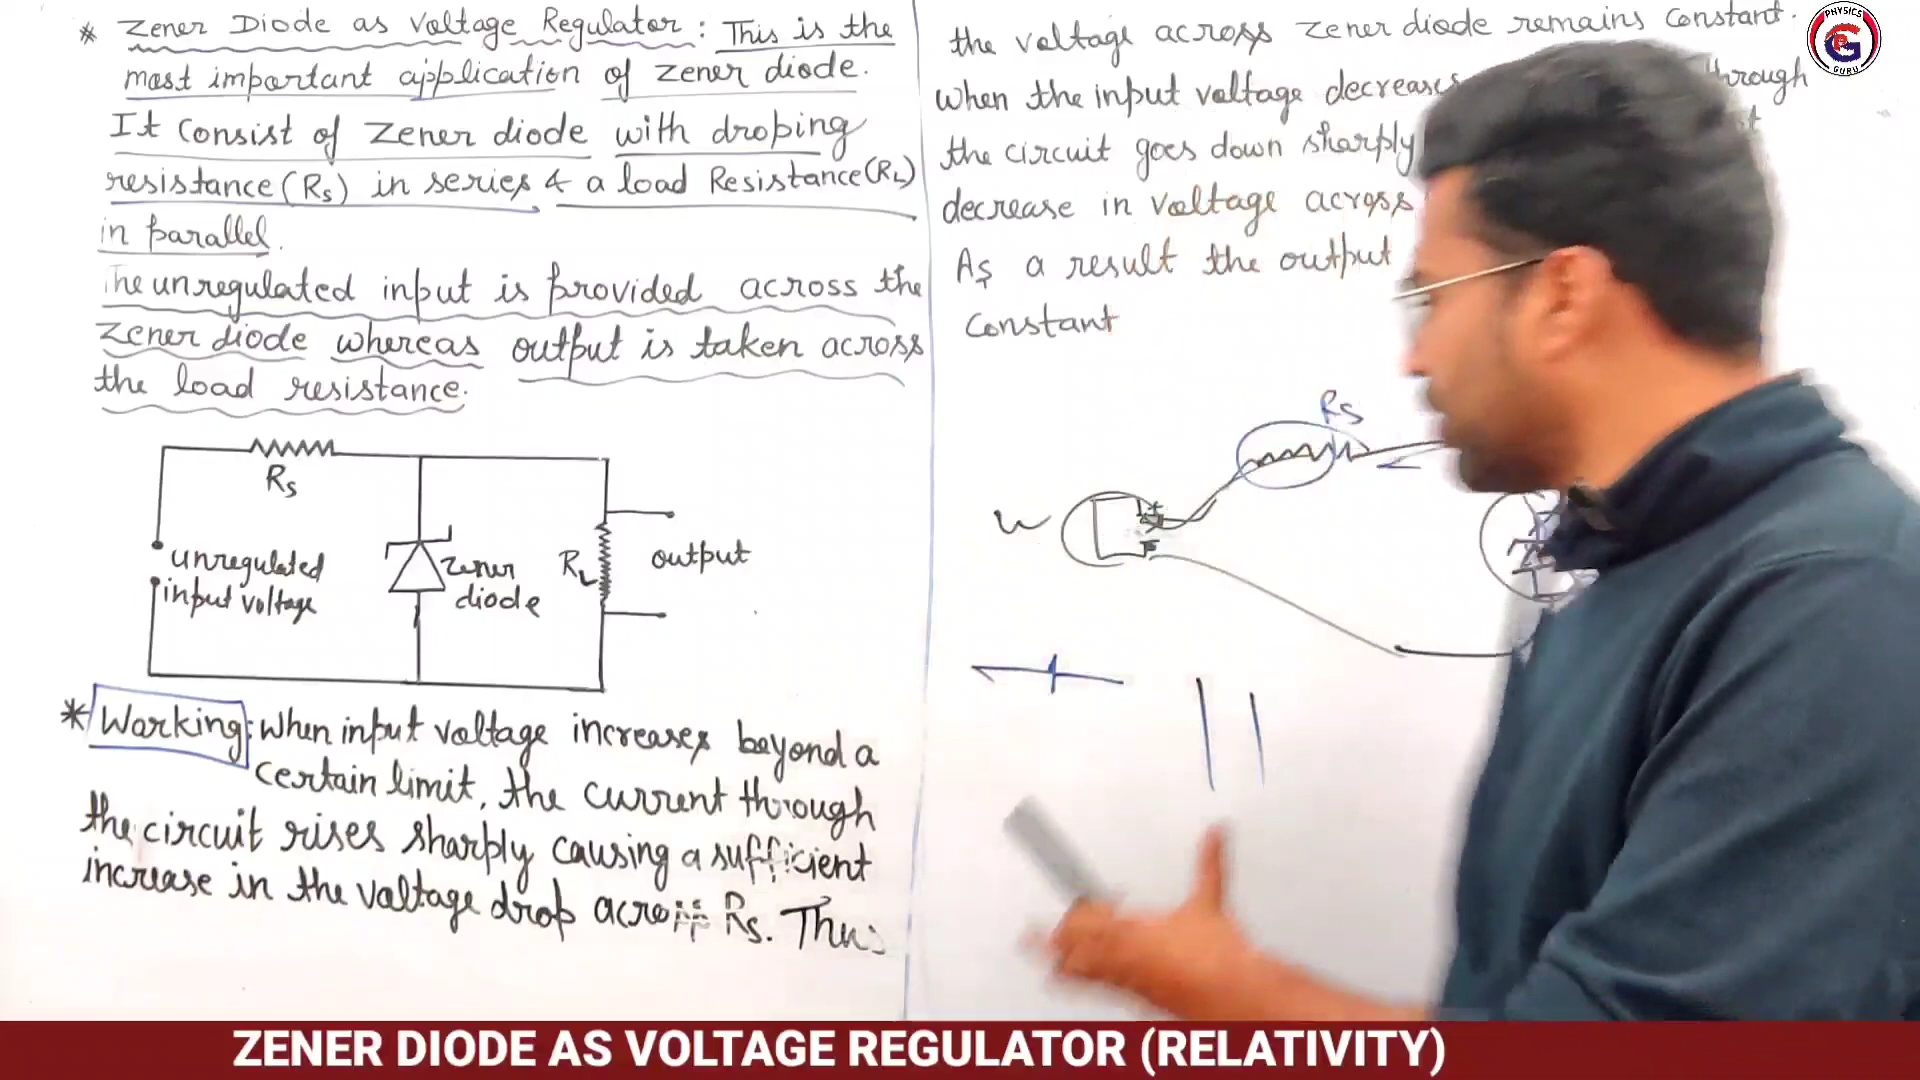 * Zener Diode as Voltage Regulator : This is the
most important application of Zener diode.
It Consist of Zener diode with droping
resistance (Rs) in series & a load Resistance (RL)
in parallel.
The unregulated input is provided across the
Zener diode whereas output is taken across
the load resistance.
Rs
unregulated
input voltage
Zener
diode
RL
output
* Working : When input voltage increases beyond a
certain limit, the current through
the circuit rises sharply causing a sufficient
increase in the voltage drop across Rs. Thus
the voltage across Zener diode remains constant.
When the input voltage decreases through
the circuit goes down sharply
decrease in voltage across
As a result the output
Constant
Rs
PHYSICS
GURU
ZENER DIODE AS VOLTAGE REGULATOR (RELATIVITY)